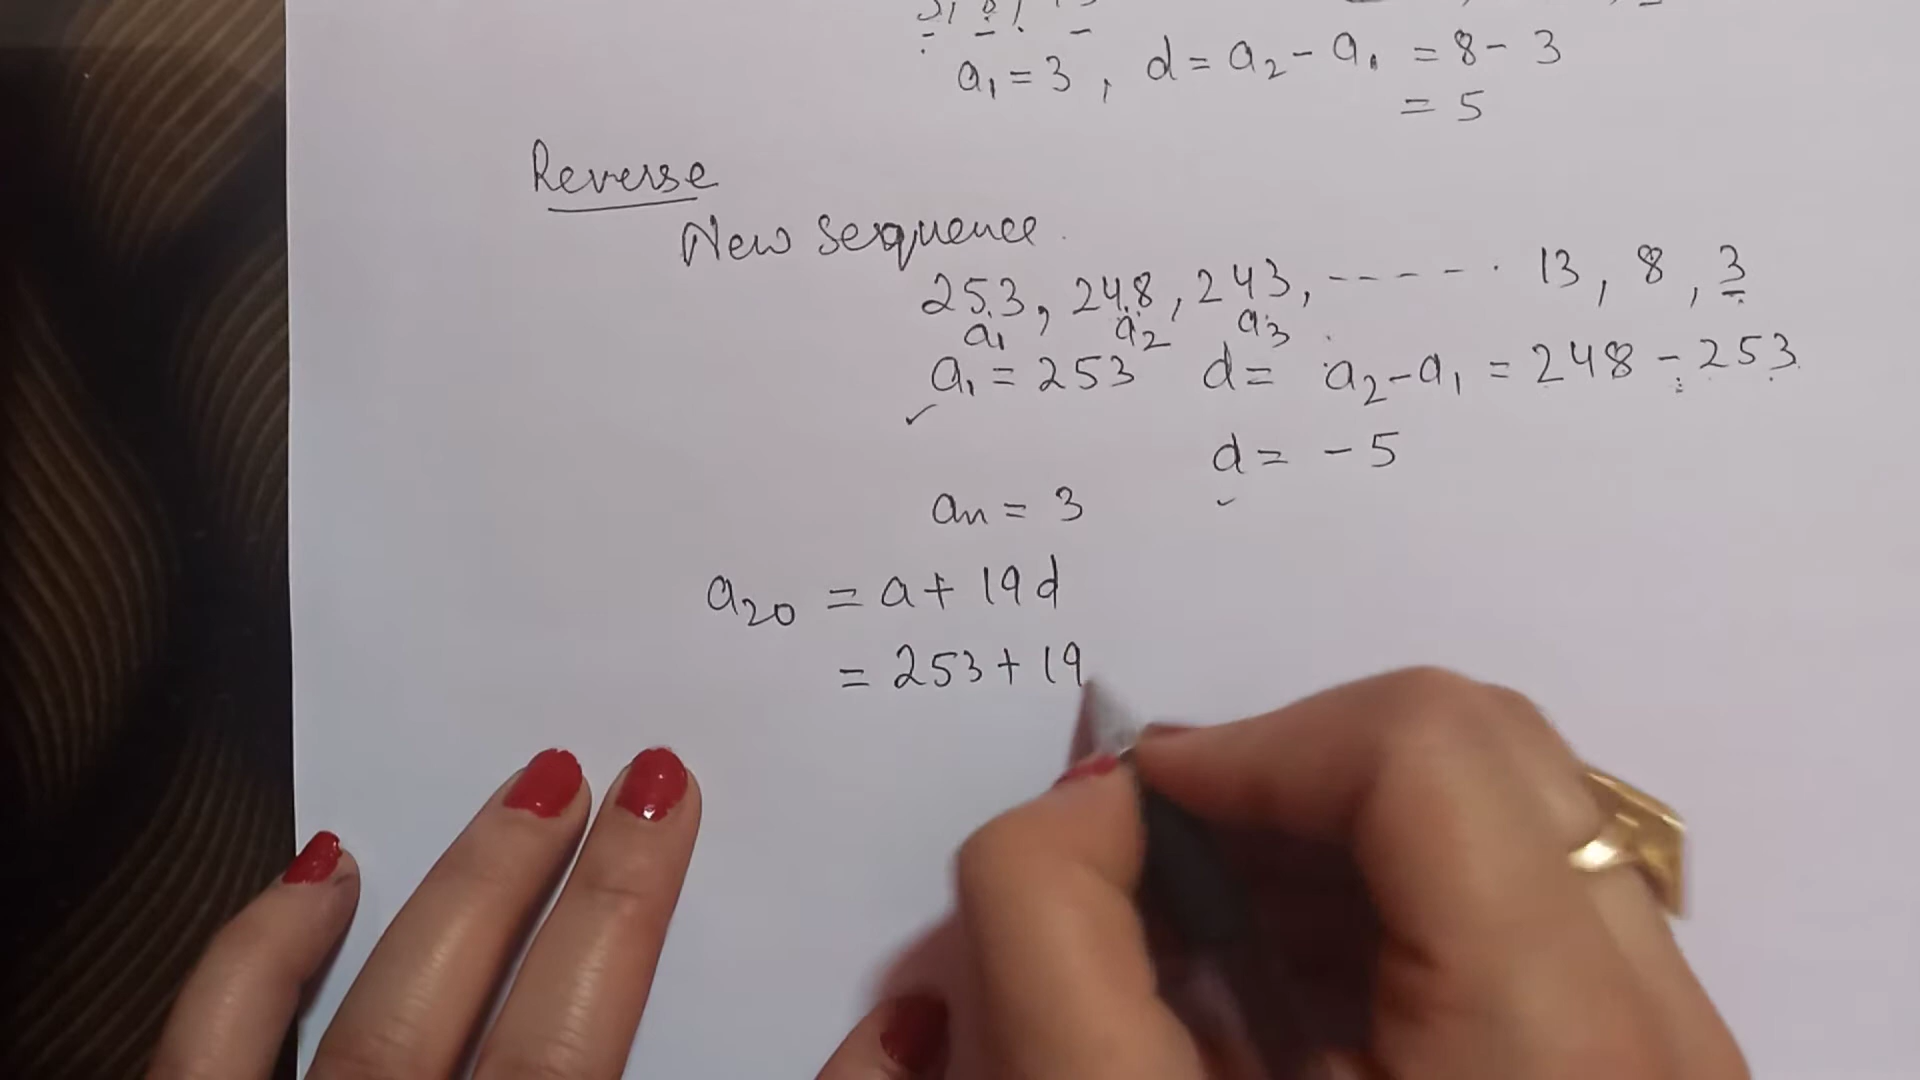 a₁ = 3 , d = a₂ - a₁ = 8 - 3
= 5
Reverse
New sequence.
253, 248, 243, - - - - - . 13, 8, 3
a₁ a₂ a₃
a₁ = 253 d = a₂ - a₁ = 248 - 253
d = - 5
aₙ = 3
a₂₀ = a + 19d
= 253 + 19